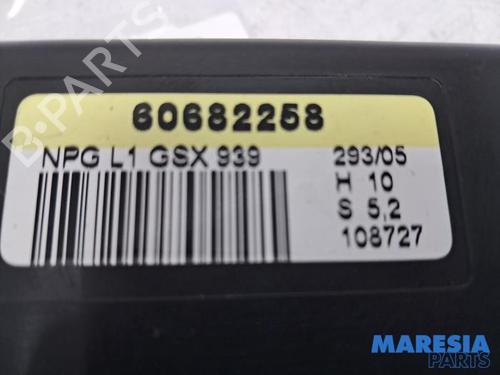 60682258
NPG L1 GSX 939
293/05
H 10
S 5,2
108727
B-PARTS
MARESIA
PARTS